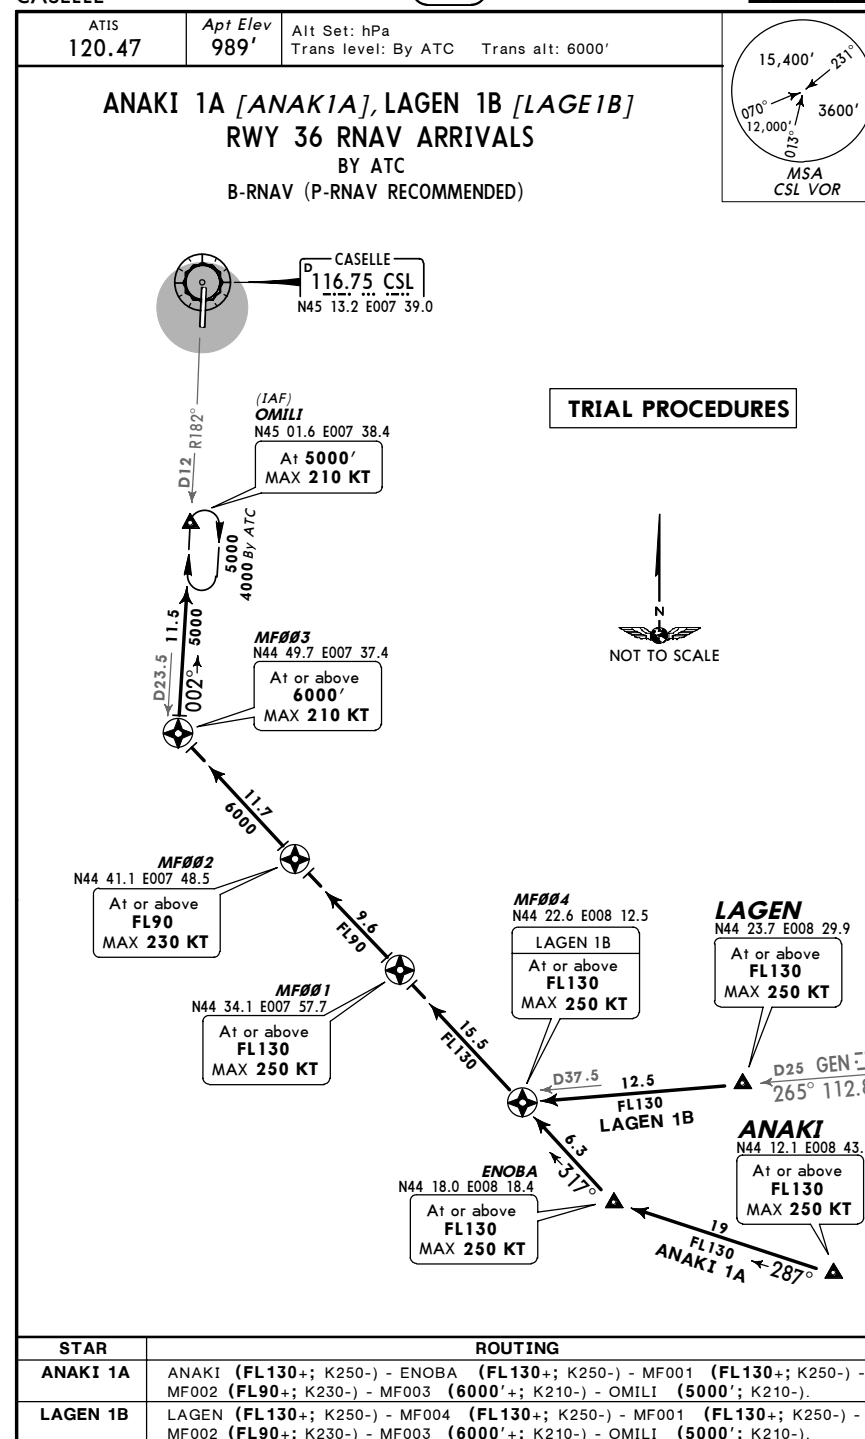 CASELLE
ATIS
120.47
Apt Elev
989'
Alt Set: hPa
Trans level: By ATC Trans alt: 6000'
15,400'
231°
070°
12,000'
3600'
013°
MSA
CSL VOR
ANAKI 1A [ANAK1A], LAGEN 1B [LAGE1B]
RWY 36 RNAV ARRIVALS
BY ATC
B-RNAV (P-RNAV RECOMMENDED)
CASELLE
D
116.75 CSL
N45 13.2 E007 39.0
TRIAL PROCEDURES
(IAF)
OMILI
N45 01.6 E007 38.4
At 5000'
MAX 210 KT
D12 R182°
5000
4000 By ATC
NOT TO SCALE
N
11.5
5000
002°
D23.5
MFØØ3
N44 49.7 E007 37.4
At or above
6000'
MAX 210 KT
11.7
6000
MFØØ2
N44 41.1 E007 48.5
At or above
FL90
MAX 230 KT
9.6
FL90
MFØØ1
N44 34.1 E007 57.7
At or above
FL130
MAX 250 KT
15.5
FL130
MFØØ4
N44 22.6 E008 12.5
LAGEN 1B
At or above
FL130
MAX 250 KT
LAGEN
N44 23.7 E008 29.9
At or above
FL130
MAX 250 KT
D37.5
12.5
FL130
LAGEN 1B
D25 GEN
265° 112.8
6.3
317°
ENOBA
N44 18.0 E008 18.4
At or above
FL130
MAX 250 KT
ANAKI
N44 12.1 E008 43.
At or above
FL130
MAX 250 KT
19
FL130
ANAKI 1A
287°
STAR ROUTING
ANAKI 1A ANAKI (FL130+; K250-) - ENOBA (FL130+; K250-) - MF001 (FL130+; K250-) -
MF002 (FL90+; K230-) - MF003 (6000'+; K210-) - OMILI (5000'; K210-).
LAGEN 1B LAGEN (FL130+; K250-) - MF004 (FL130+; K250-) - MF001 (FL130+; K250-) -
MF002 (FL90+; K230-) - MF003 (6000'+; K210-) - OMILI (5000'; K210-).